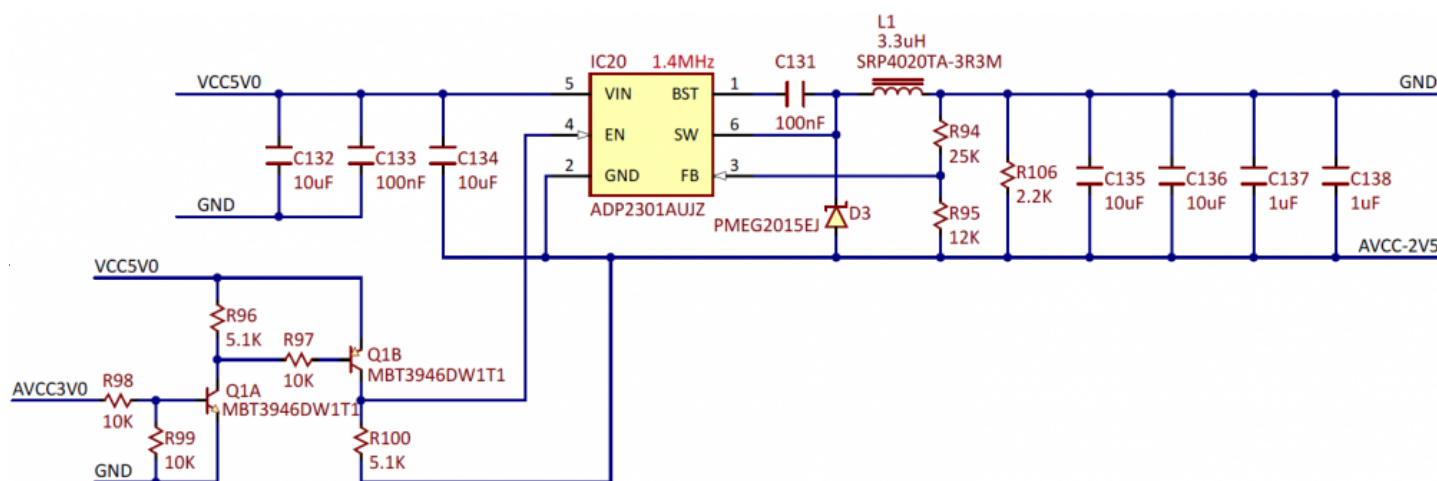 L1
3.3uH
SRP4020TA-3R3M
IC20 1.4MHz
C131
100nF
VCC5V0
GND
5 VIN BST 1
4 EN SW 6
2 GND FB 3
ADP2301AUJZ
C132
10uF
C133
100nF
C134
10uF
GND
R94
25K
R95
12K
D3
PMEG2015EJ
R106
2.2K
C135
10uF
C136
10uF
C137
1uF
C138
1uF
AVCC-2V5
VCC5V0
R96
5.1K
R97
10K
Q1B
MBT3946DW1T1
Q1A
MBT3946DW1T1
AVCC3V0
R98
10K
R99
10K
R100
5.1K
GND